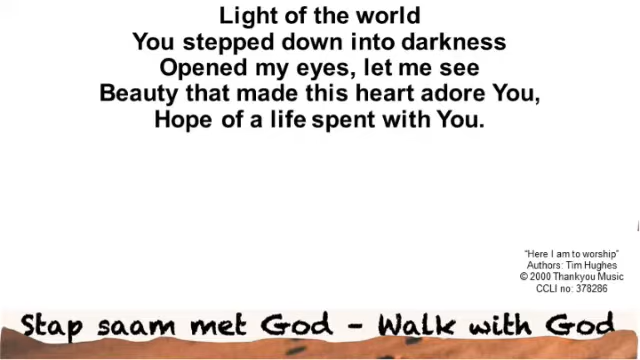 Light of the world
You stepped down into darkness
Opened my eyes, let me see
Beauty that made this heart adore You,
Hope of a life spent with You.
“Here I am to worship”
Authors: Tim Hughes
© 2000 Thankyou Music
CCLI no: 378286
Stap saam met God - Walk with God